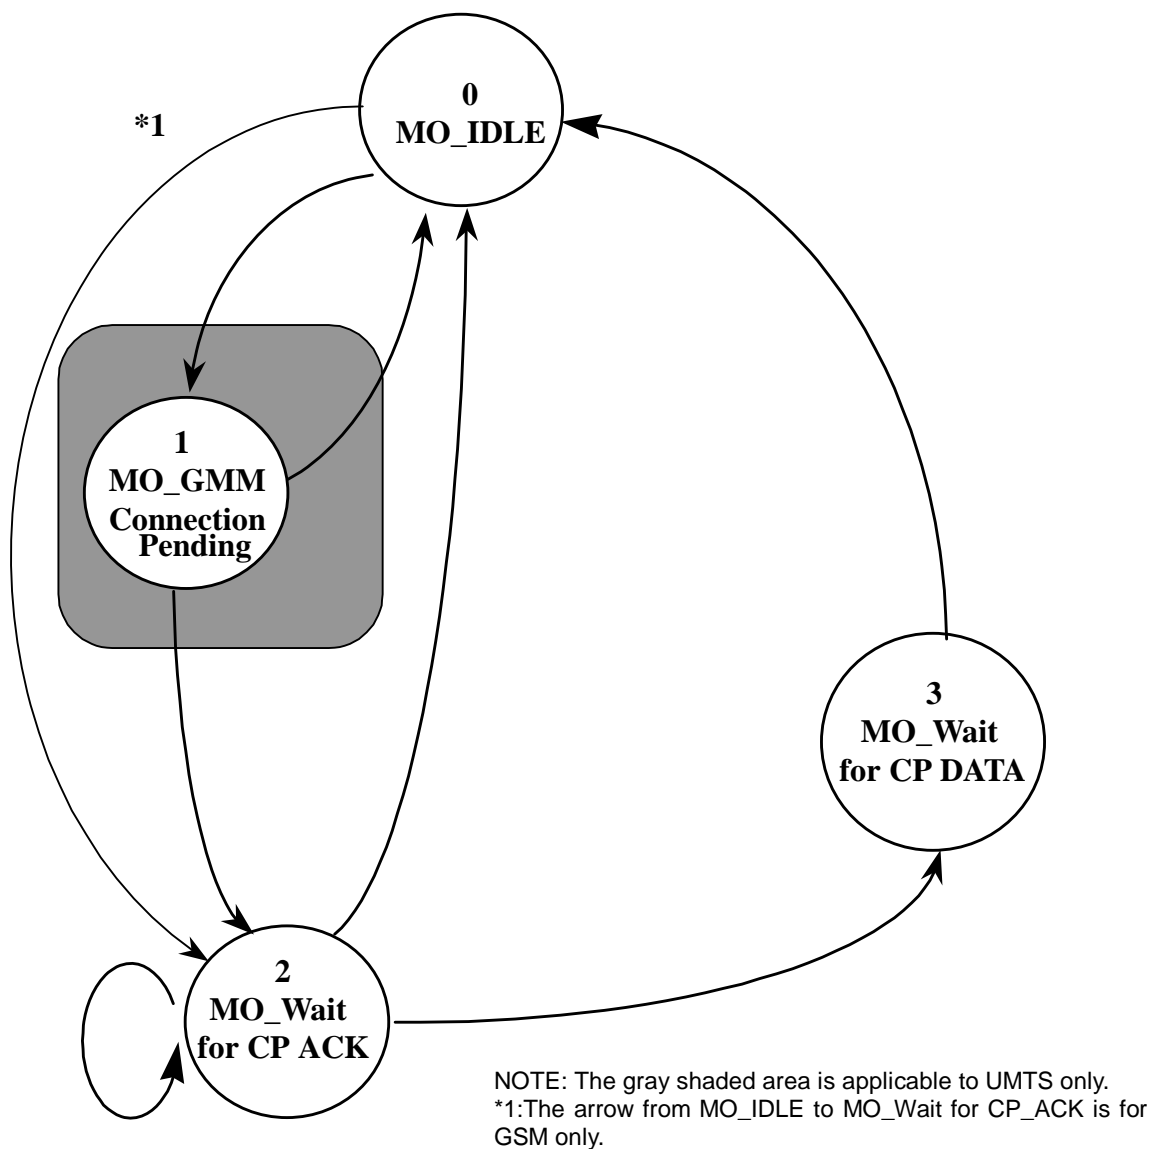 0
MO_IDLE
*1
1
MO_GMM
Connection
Pending
3
MO_Wait
for CP DATA
2
MO_Wait
for CP ACK
NOTE: The gray shaded area is applicable to UMTS only.
*1:The arrow from MO_IDLE to MO_Wait for CP_ACK is for
GSM only.